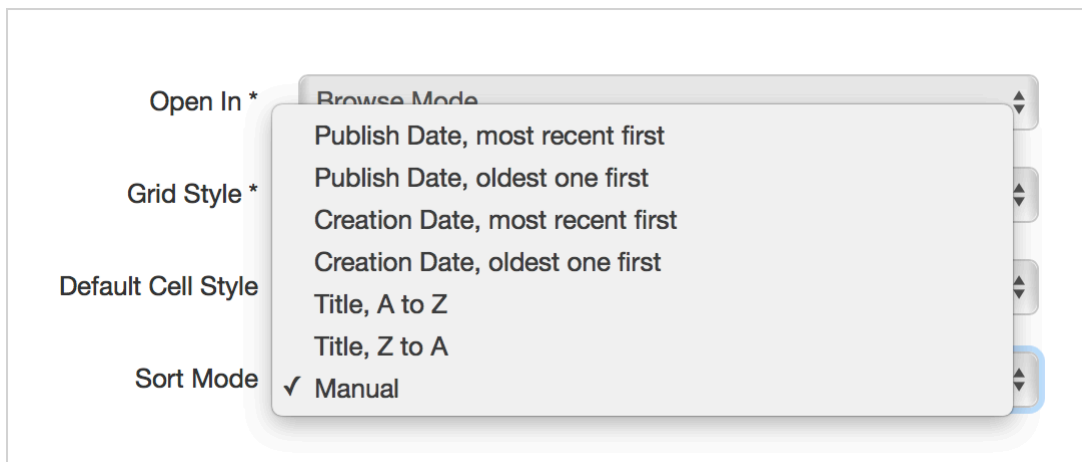 Open In * Browse Mode
Publish Date, most recent first
Publish Date, oldest one first
Grid Style *
Creation Date, most recent first
Creation Date, oldest one first
Default Cell Style
Title, A to Z
Title, Z to A
Sort Mode
✓ Manual